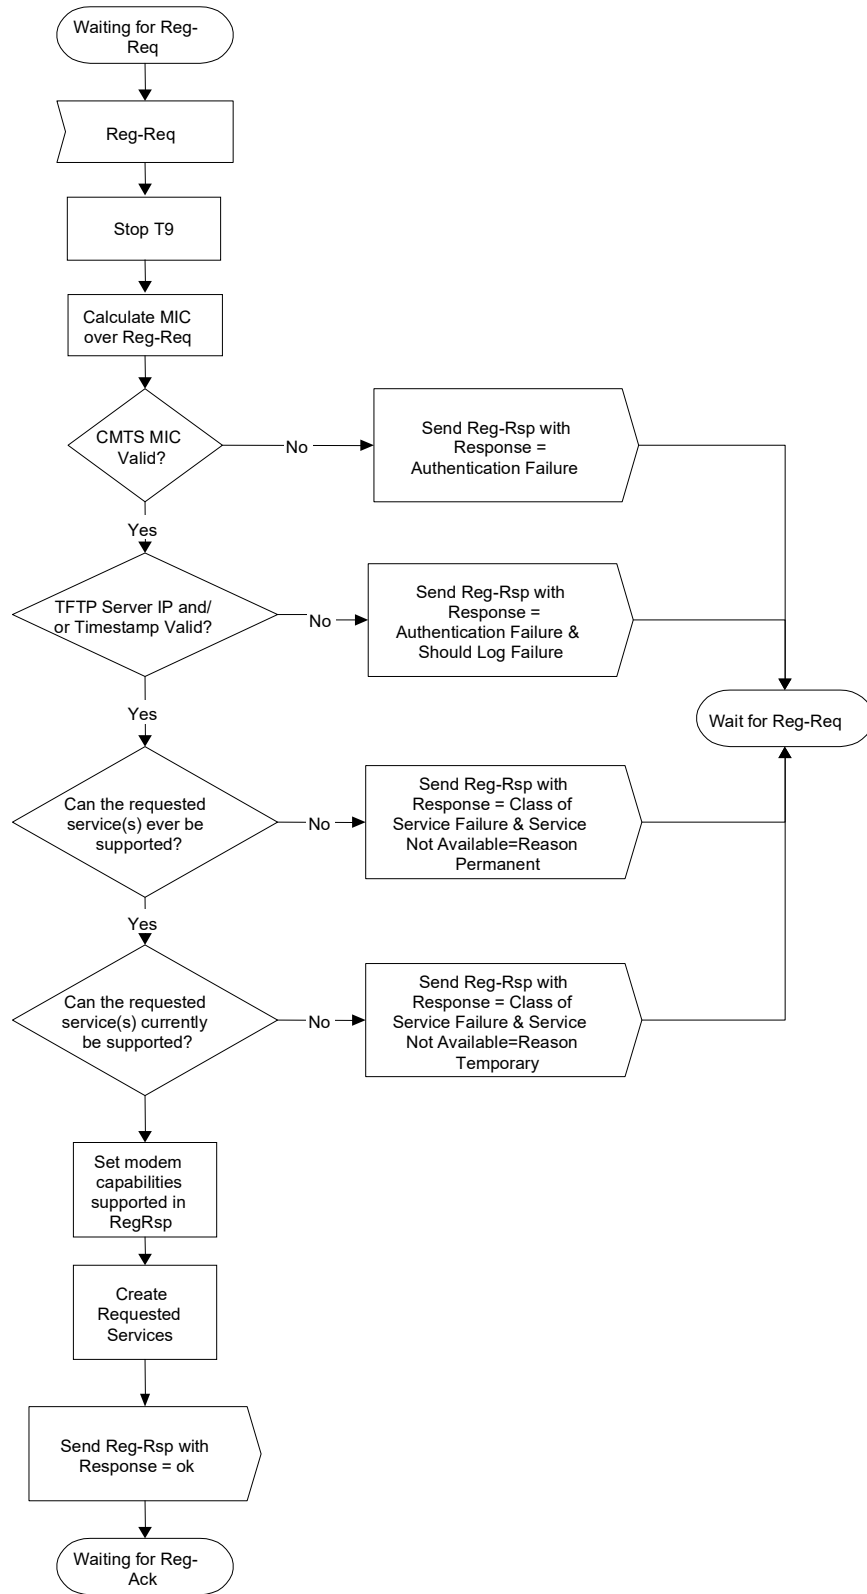 Waiting for Reg-
Req
Reg-Req
Stop T9
Calculate MIC
over Reg-Req
CMTS MIC
Valid?
No
Send Reg-Rsp with
Response =
Authentication Failure
Yes
TFTP Server IP and/
or Timestamp Valid?
No
Send Reg-Rsp with
Response =
Authentication Failure &
Should Log Failure
Yes
Wait for Reg-Req
Can the requested
service(s) ever be
supported?
No
Send Reg-Rsp with
Response = Class of
Service Failure & Service
Not Available=Reason
Permanent
Yes
Can the requested
service(s) currently
be supported?
No
Send Reg-Rsp with
Response = Class of
Service Failure & Service
Not Available=Reason
Temporary
Set modem
capabilities
supported in
RegRsp
Create
Requested
Services
Send Reg-Rsp with
Response = ok
Waiting for Reg-
Ack